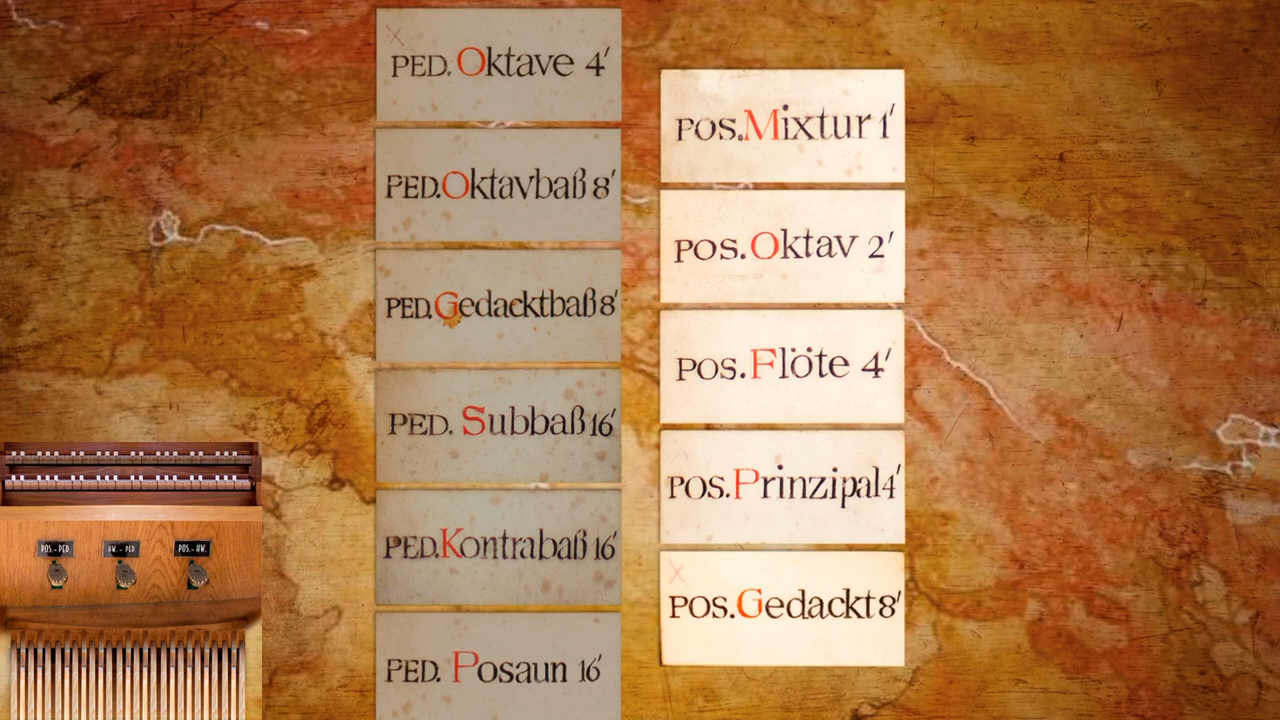 PED. Oktave 4'
PED. Oktavbaß 8'
PED. Gedacktbaß 8'
PED. Subbaß 16'
PED. Kontrabaß 16'
PED. Posaun 16'
POS. Mixtur 1'
POS. Oktav 2'
POS. Flöte 4'
POS. Prinzipal 4'
POS. Gedackt 8'
POS.-PED
HW.-PED
POS.-HW.